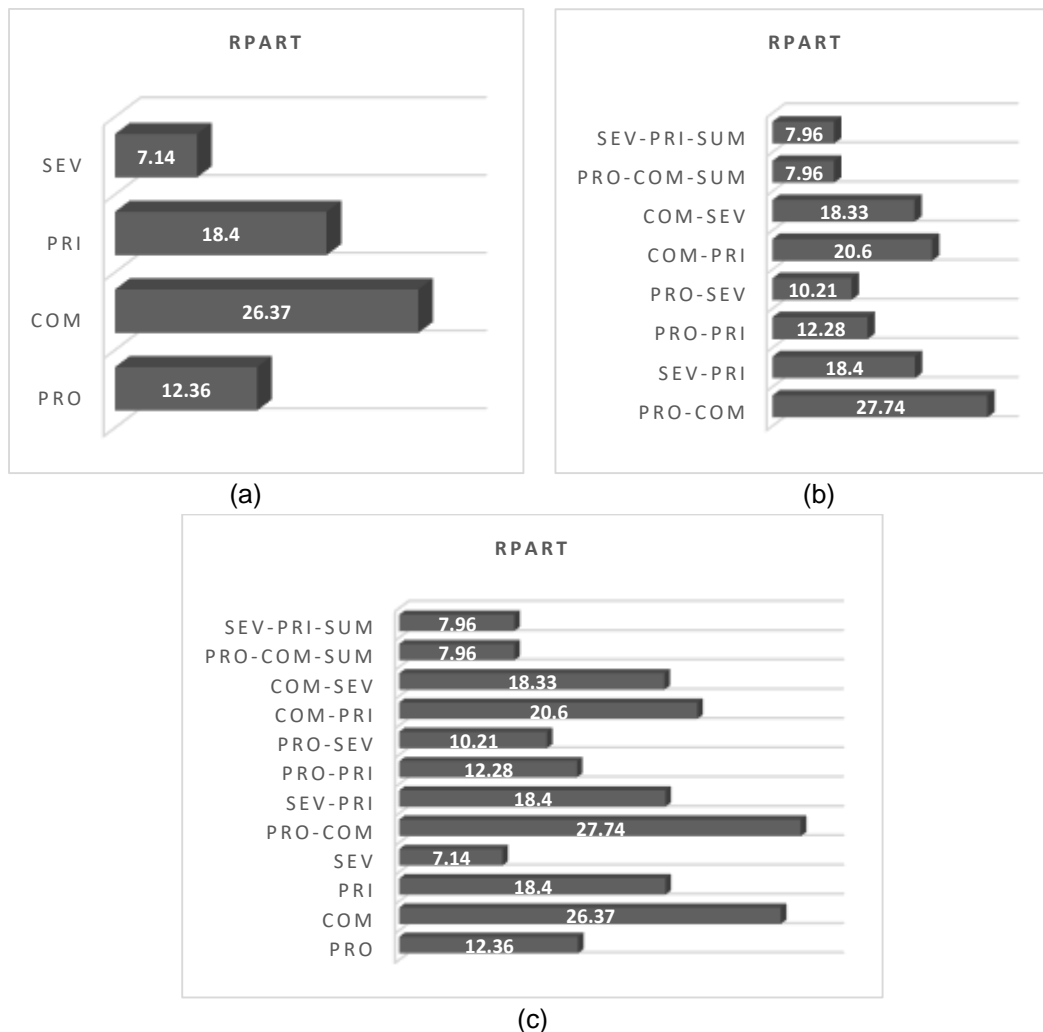 RPART
SEV 7.14
PRI 18.4
COM 26.37
PRO 12.36
(a)
RPART
SEV-PRI-SUM 7.96
PRO-COM-SUM 7.96
COM-SEV 18.33
COM-PRI 20.6
PRO-SEV 10.21
PRO-PRI 12.28
SEV-PRI 18.4
PRO-COM 27.74
(b)
RPART
SEV-PRI-SUM 7.96
PRO-COM-SUM 7.96
COM-SEV 18.33
COM-PRI 20.6
PRO-SEV 10.21
PRO-PRI 12.28
SEV-PRI 18.4
PRO-COM 27.74
SEV 7.14
PRI 18.4
COM 26.37
PRO 12.36
(c)